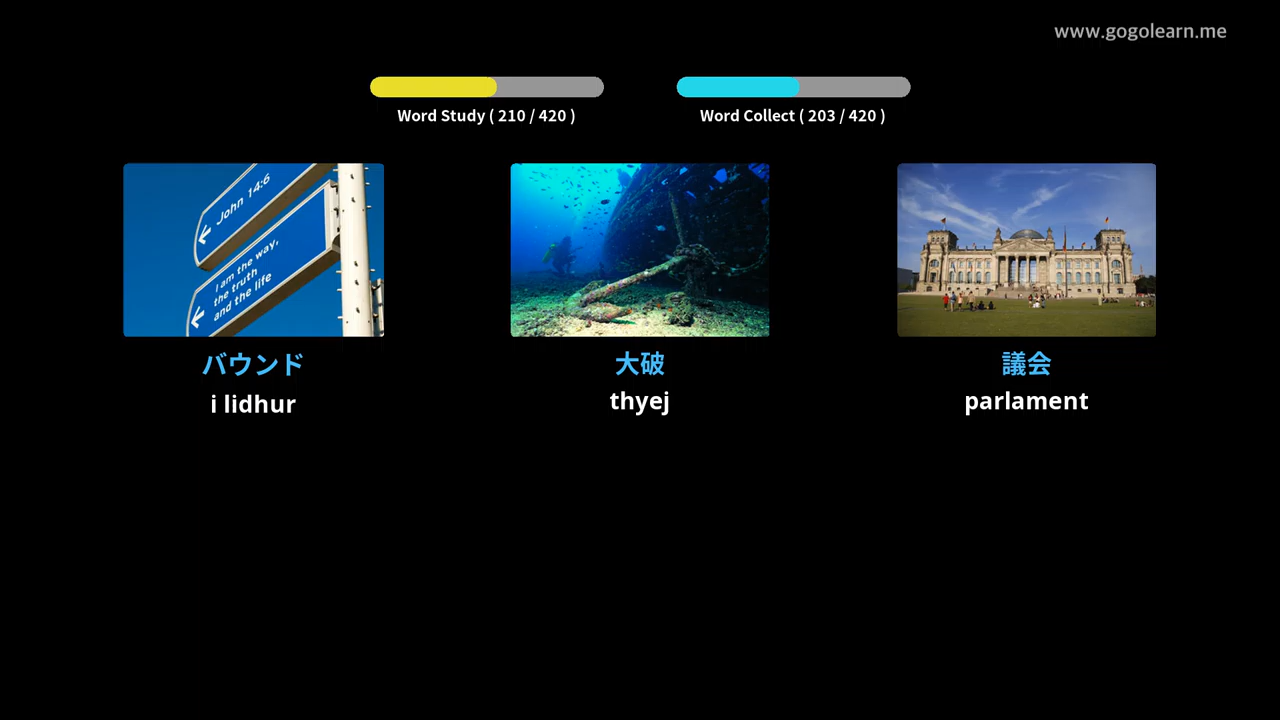 www.gogolearn.me
Word Study ( 210 / 420 )
Word Collect ( 203 / 420 )
John 14:6
I am the way,
the truth
and the life
バウンド
大破
議会
i lidhur
thyej
parlament